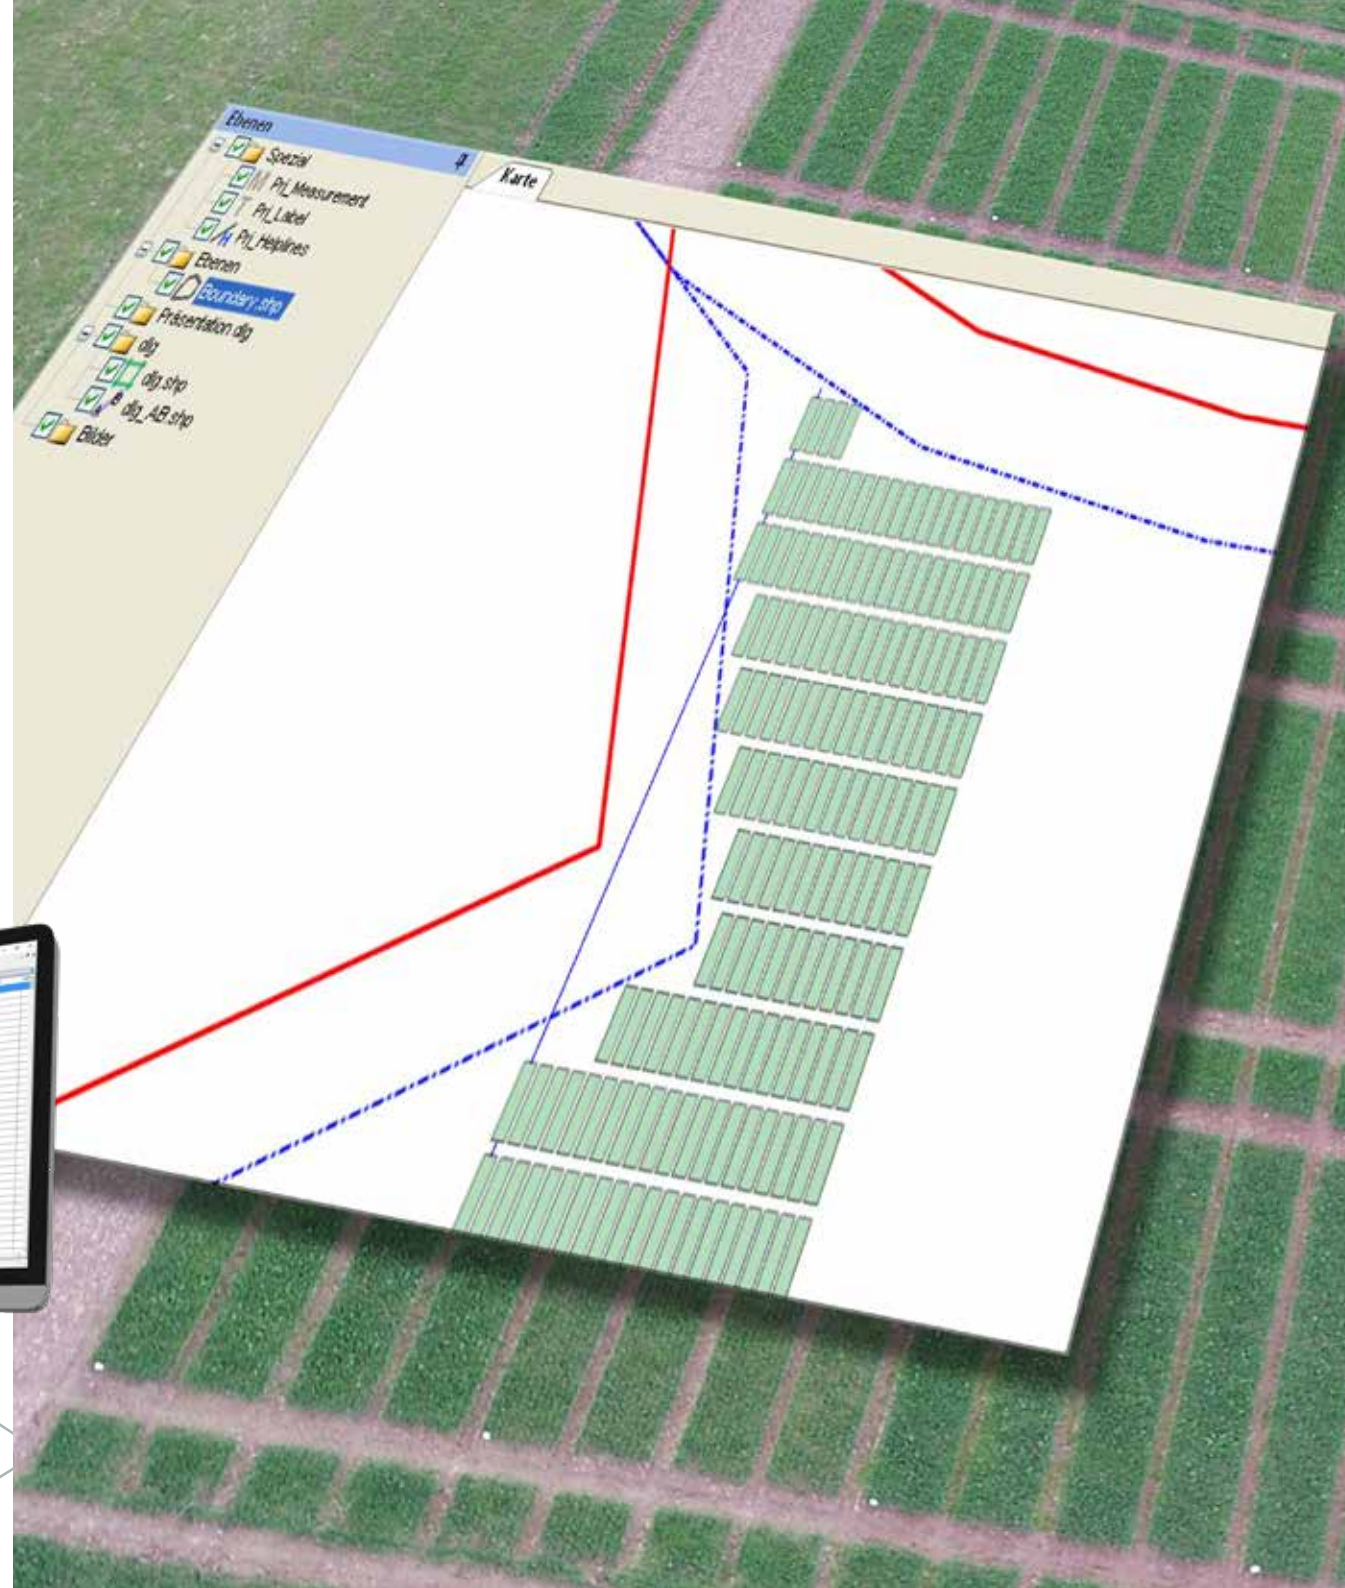 Ebenen
Spezial
Prj_Measurement
Prj_Label
Prj_Helplines
Ebenen
Boundary.shp
Präsentation dlg
dlg
dlg.shp
dlg_AB.shp
Bilder
Karte